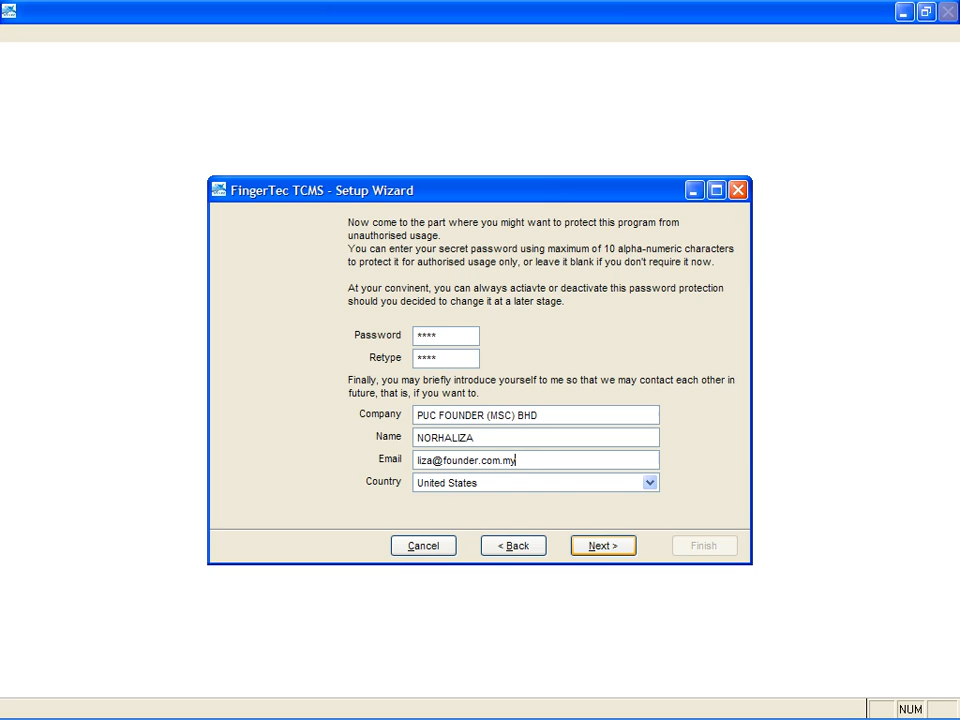 FingerTec TCMS - Setup Wizard
Now come to the part where you might want to protect this program from
unauthorised usage.
You can enter your secret password using maximum of 10 alpha-numeric characters
to protect it for authorised usage only, or leave it blank if you don't require it now.
At your convinent, you can always actiavte or deactivate this password protection
should you decided to change it at a later stage.
Password ****
Retype ****
Finally, you may briefly introduce yourself to me so that we may contact each other in
future, that is, if you want to.
Company PUC FOUNDER (MSC) BHD
Name NORHALIZA
Email liza@founder.com.my
Country United States
Cancel < Back Next > Finish
NUM